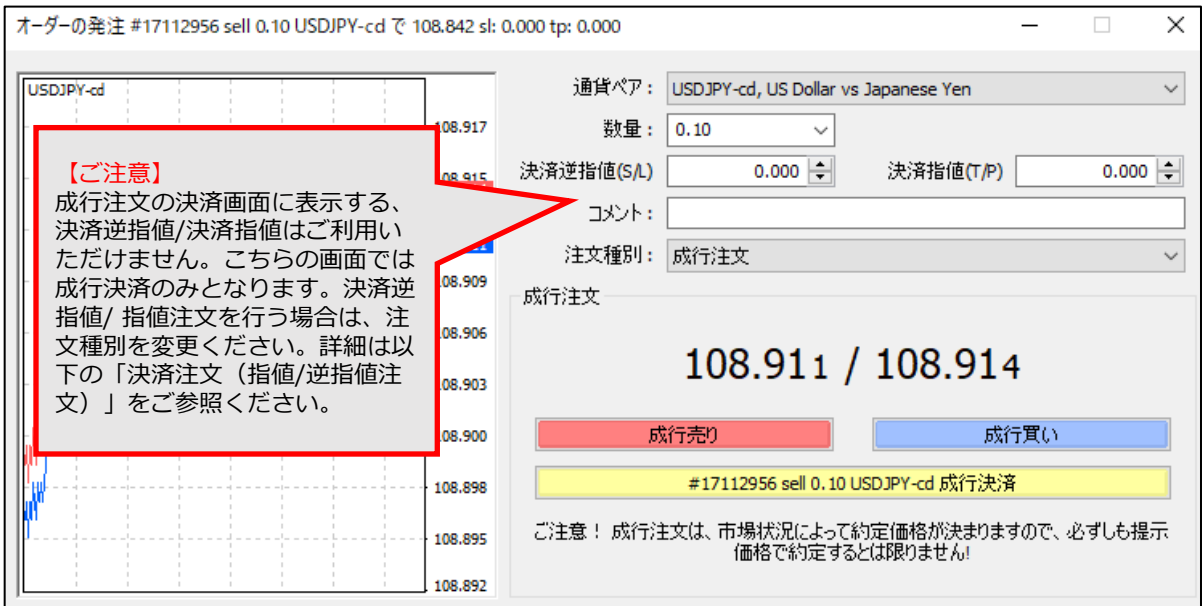 オーダーの発注 #17112956 sell 0.10 USDJPY-cd で 108.842 sl: 0.000 tp: 0.000
USDJPY-cd
108.917
108.915
108.909
108.906
108.903
108.900
108.898
108.895
108.892
【ご注意】
成行注文の決済画面に表示する、
決済逆指値/決済指値はご利用い
ただけません。こちらの画面では
成行決済のみとなります。決済逆
指値/ 指値注文を行う場合は、注
文種別を変更ください。詳細は以
下の「決済注文（指値/逆指値注
文）」をご参照ください。
通貨ペア： USDJPY-cd, US Dollar vs Japanese Yen
数量： 0.10
決済逆指値(S/L) 0.000 決済指値(T/P) 0.000
コメント：
注文種別： 成行注文
成行注文
108.911 / 108.914
成行売り 成行買い
#17112956 sell 0.10 USDJPY-cd 成行決済
ご注意！ 成行注文は、市場状況によって約定価格が決まりますので、必ずしも提示
価格で約定するとは限りません!